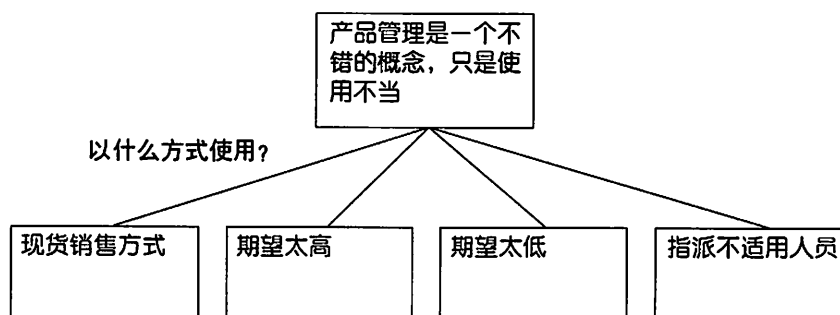 产品管理是一个不
错的概念，只是使
用不当
以什么方式使用？
现货销售方式
期望太高
期望太低
指派不适用人员